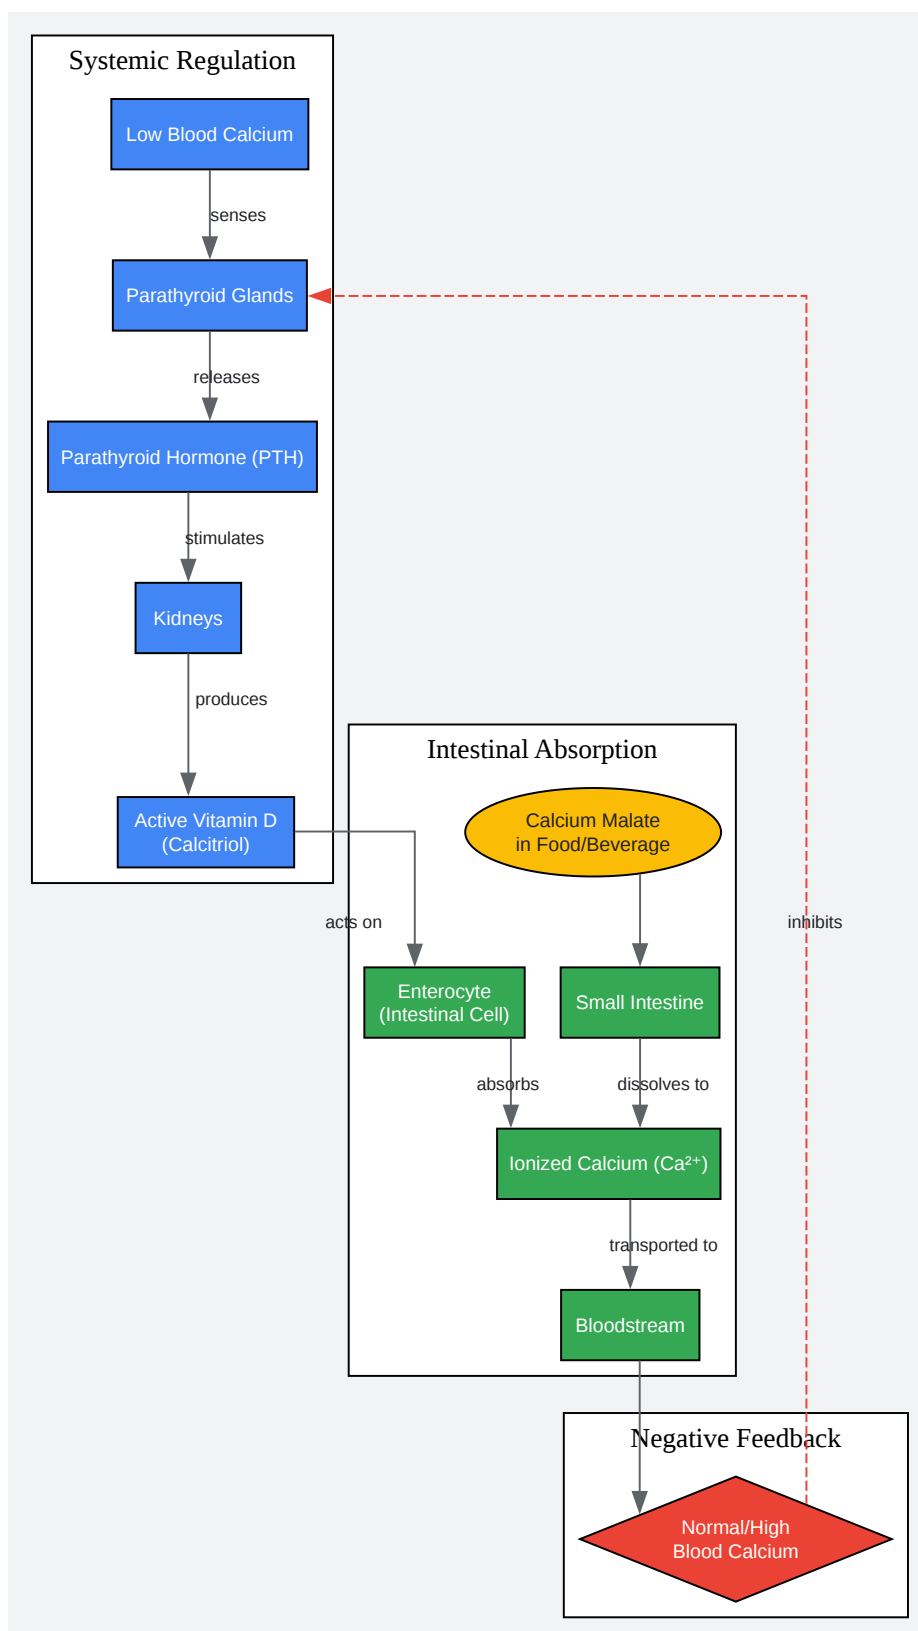 Systemic Regulation
Low Blood Calcium
senses
Parathyroid Glands
releases
Parathyroid Hormone (PTH)
stimulates
Kidneys
produces
Active Vitamin D
(Calcitriol)
Intestinal Absorption
Calcium Malate
in Food/Beverage
acts on
inhibits
Enterocyte
(Intestinal Cell)
Small Intestine
absorbs
dissolves to
Ionized Calcium (Ca²⁺)
transported to
Bloodstream
Negative Feedback
Normal/High
Blood Calcium